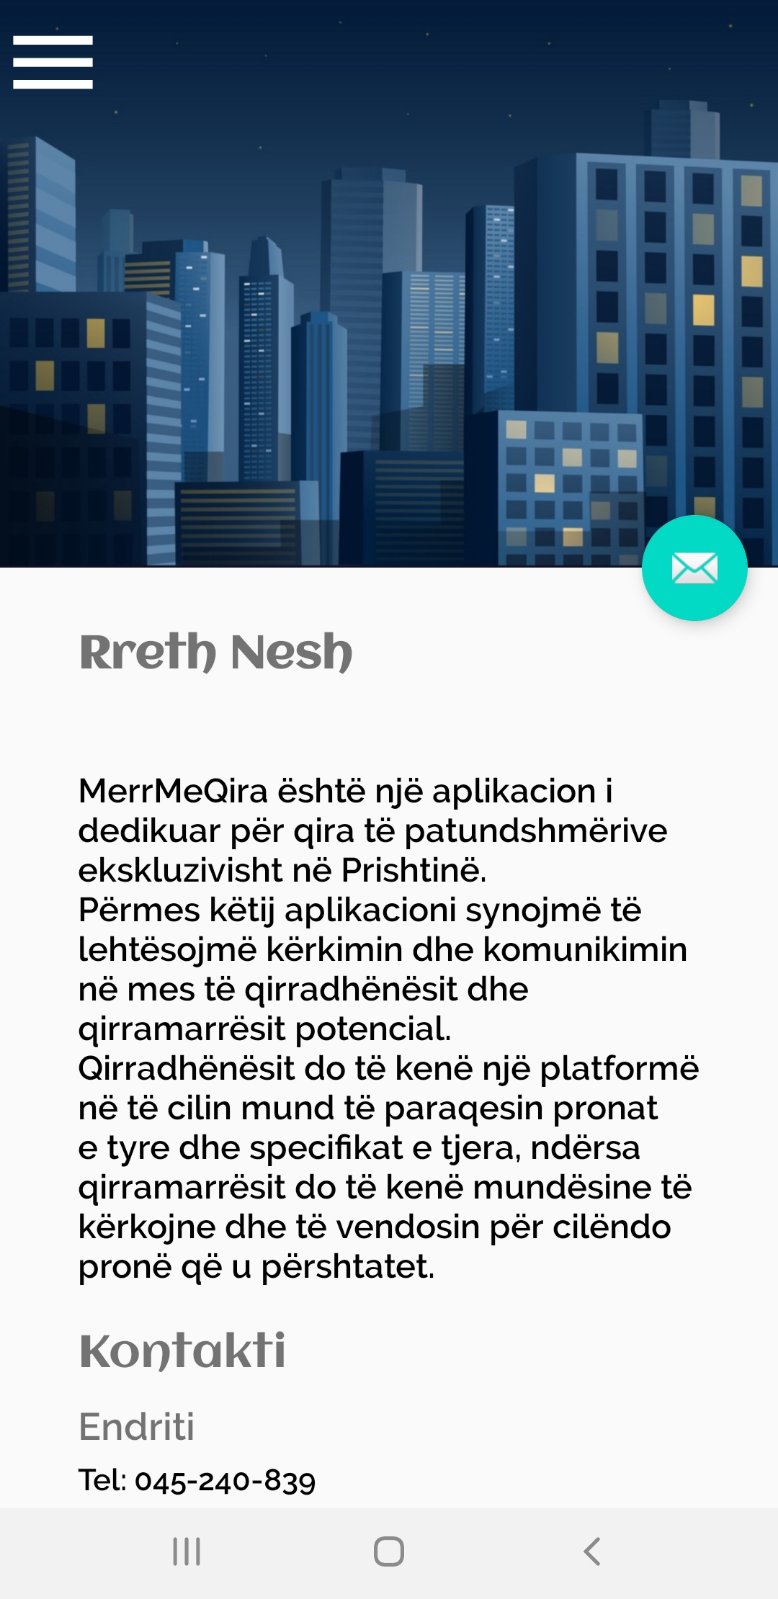 Rreth Nesh
MerrMeQira është një aplikacion i
dedikuar për qira të patundshmërive
ekskluzivisht në Prishtinë.
Përmes këtij aplikacioni synojmë të
lehtësojmë kërkimin dhe komunikimin
në mes të qirradhënësit dhe
qirramarrësit potencial.
Qirradhënësit do të kenë një platformë
në të cilin mund të paraqesin pronat
e tyre dhe specifikat e tjera, ndërsa
qirramarrësit do të kenë mundësine të
kërkojne dhe të vendosin për cilëndo
pronë që u përshtatet.
Kontakti
Endriti
Tel: 045-240-839